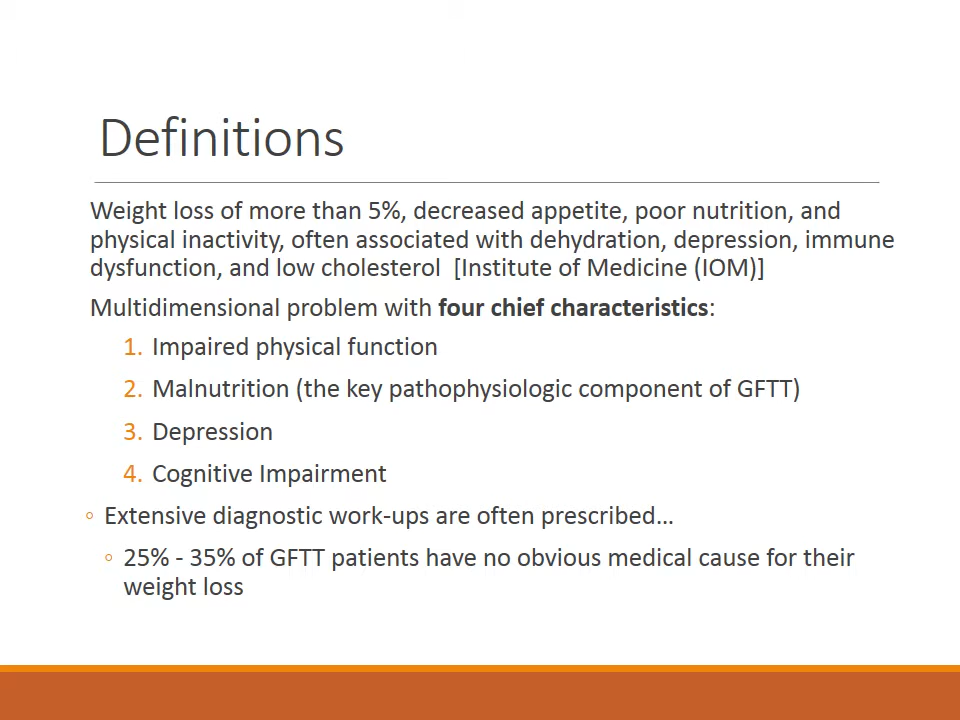 Definitions
Weight loss of more than 5%, decreased appetite, poor nutrition, and
physical inactivity, often associated with dehydration, depression, immune
dysfunction, and low cholesterol  [Institute of Medicine (IOM)]
Multidimensional problem with four chief characteristics:
1. Impaired physical function
2. Malnutrition (the key pathophysiologic component of GFTT)
3. Depression
4. Cognitive Impairment
◦ Extensive diagnostic work-ups are often prescribed…
◦ 25% - 35% of GFTT patients have no obvious medical cause for their
weight loss